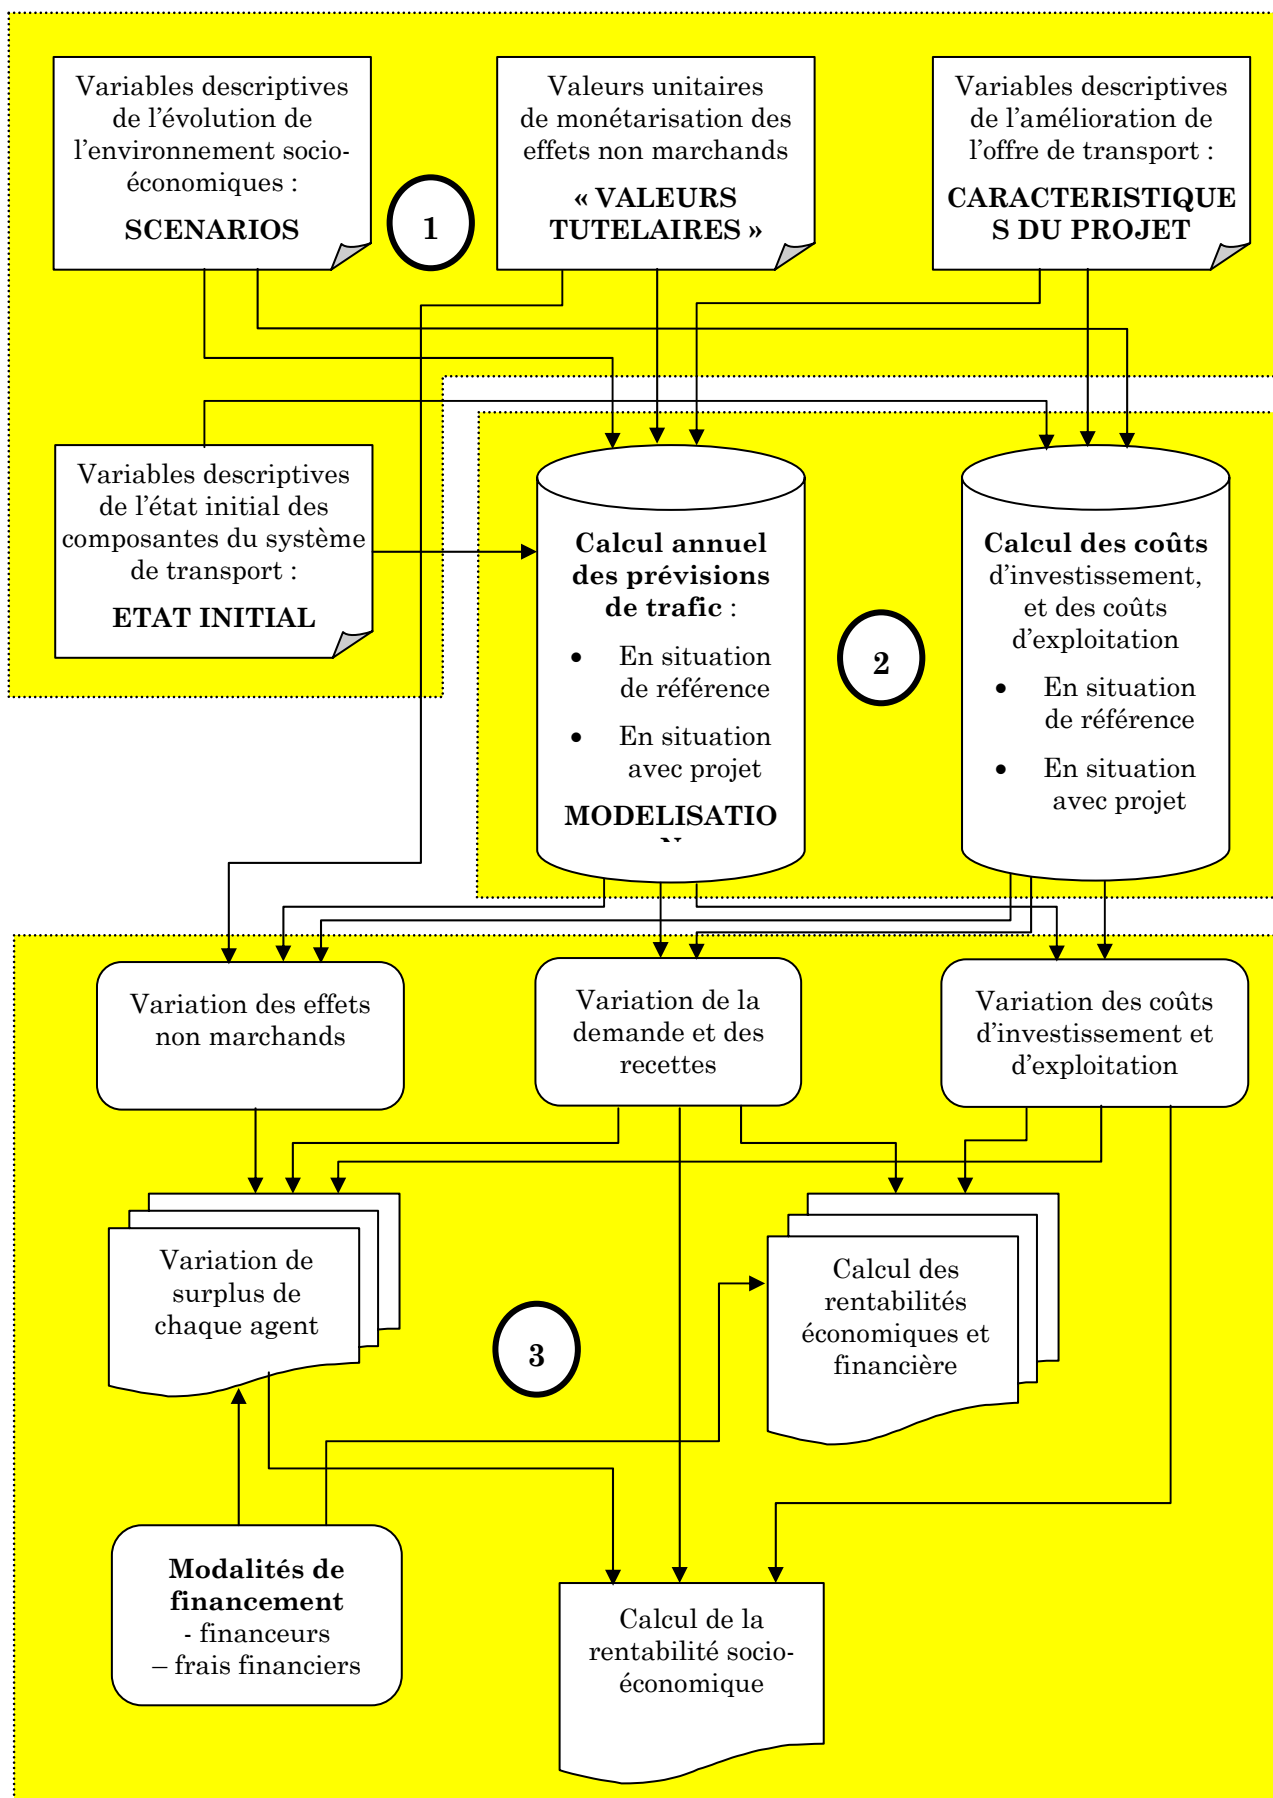 Variables descriptives
de l'évolution de
l'environnement socio-
économiques :
SCENARIOS
1
Valeurs unitaires
de monétarisation des
effets non marchands
« VALEURS
TUTELAIRES »
Variables descriptives
de l'amélioration de
l'offre de transport :
CARACTERISTIQUE
S DU PROJET
Variables descriptives
de l'état initial des
composantes du système
de transport :
ETAT INITIAL
Calcul annuel
des prévisions
de trafic :
• En situation
de référence
• En situation
avec projet
MODELISATIO
N
2
Calcul des coûts
d'investissement,
et des coûts
d'exploitation
• En situation
de référence
• En situation
avec projet
Variation des effets
non marchands
Variation de la
demande et des
recettes
Variation des coûts
d'investissement et
d'exploitation
Variation de
surplus de
chaque agent
3
Calcul des
rentabilités
économiques et
financière
Modalités de
financement
- financeurs
– frais financiers
Calcul de la
rentabilité socio-
économique